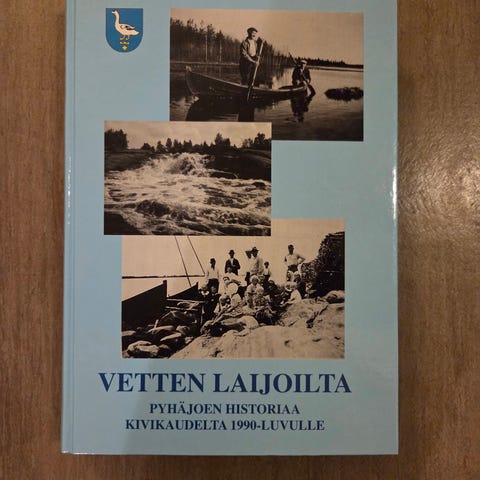 VETTEN LAIJOILTA
PYHÄJOEN HISTORIAA
KIVIKAUDELTA 1990-LUVULLE